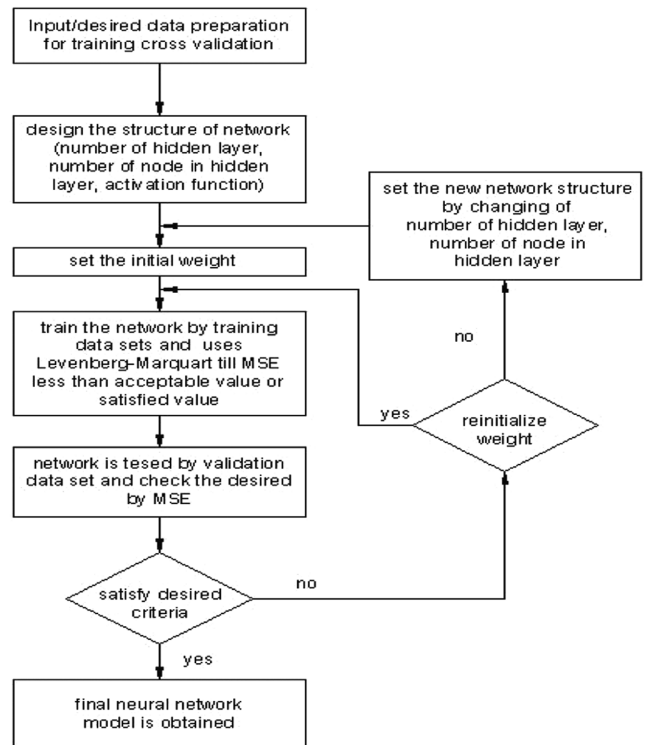 Input/desired data preparation
for training cross validation
design the structure of network
(number of hidden layer,
number of node in hidden
layer, activation function)
set the new network structure
by changing of
number of hidden layer,
number of node in
hidden layer
set the initial weight
train the network by training
data sets and uses
Levenberg-Marquart till MSE
less than acceptable value or
satisfied value
no
yes
reinitialize
weight
network is tesed by validation
data set and check the desired
by MSE
satisfy desired
criteria
no
yes
final neural network
model is obtained